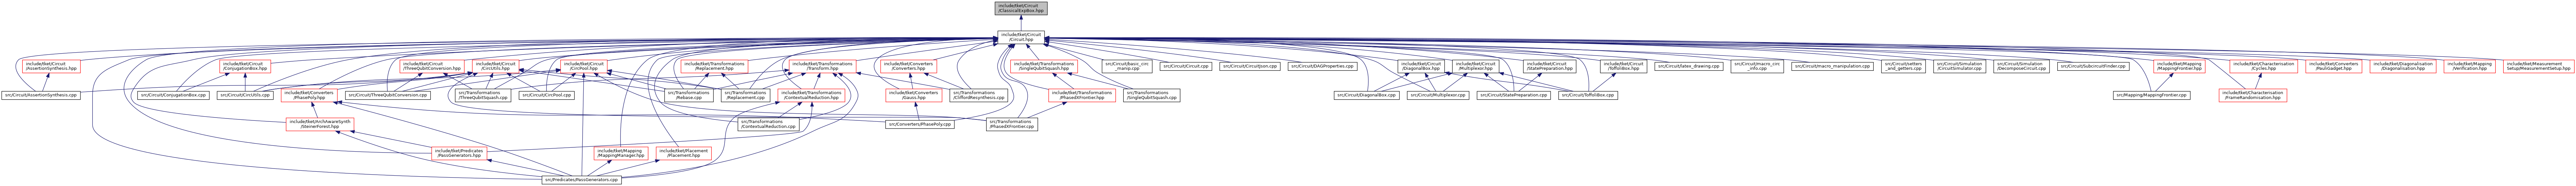 include/tket/Circuit
/ClassicalExpBox.hpp
include/tket/Circuit
/Circuit.hpp
include/tket/Circuit
/AssertionSynthesis.hpp
include/tket/Circuit
/ConjugationBox.hpp
include/tket/Circuit
/ThreeQubitConversion.hpp
include/tket/Circuit
/CircUtils.hpp
include/tket/Circuit
/CircPool.hpp
include/tket/Transformations
/Replacement.hpp
include/tket/Transformations
/Transform.hpp
include/tket/Converters
/Converters.hpp
include/tket/Transformations
/SingleQubitSquash.hpp
src/Circuit/basic_circ
_manip.cpp
src/Circuit/Circuit.cpp
src/Circuit/CircuitJson.cpp
src/Circuit/DAGProperties.cpp
include/tket/Circuit
/DiagonalBox.hpp
include/tket/Circuit
/Multiplexor.hpp
include/tket/Circuit
/StatePreparation.hpp
include/tket/Circuit
/ToffoliBox.hpp
src/Circuit/latex_drawing.cpp
src/Circuit/macro_circ
_info.cpp
src/Circuit/macro_manipulation.cpp
src/Circuit/setters
_and_getters.cpp
src/Circuit/Simulation
/CircuitSimulator.cpp
src/Circuit/Simulation
/DecomposeCircuit.cpp
src/Circuit/SubcircuitFinder.cpp
include/tket/Mapping
/MappingFrontier.hpp
include/tket/Characterisation
/Cycles.hpp
include/tket/Converters
/PauliGadget.hpp
include/tket/Diagonalisation
/Diagonalisation.hpp
include/tket/Mapping
/Verification.hpp
include/tket/Measurement
Setup/MeasurementSetup.hpp
src/Circuit/AssertionSynthesis.cpp
src/Circuit/ConjugationBox.cpp
src/Circuit/CircUtils.cpp
include/tket/Converters
/PhasePoly.hpp
src/Circuit/ThreeQubitConversion.cpp
src/Transformations
/ThreeQubitSquash.cpp
src/Circuit/CircPool.cpp
src/Transformations
/Rebase.cpp
src/Transformations
/Replacement.cpp
include/tket/Transformations
/ContextualReduction.hpp
include/tket/Converters
/Gauss.hpp
src/Transformations
/CliffordResynthesis.cpp
include/tket/Transformations
/PhasedXFrontier.hpp
src/Transformations
/SingleQubitSquash.cpp
src/Circuit/DiagonalBox.cpp
src/Circuit/Multiplexor.cpp
src/Circuit/StatePreparation.cpp
src/Circuit/ToffoliBox.cpp
src/Mapping/MappingFrontier.cpp
include/tket/Characterisation
/FrameRandomisation.hpp
include/tket/ArchAwareSynth
/SteinerForest.hpp
src/Transformations
/ContextualReduction.cpp
src/Converters/PhasePoly.cpp
src/Transformations
/PhasedXFrontier.cpp
include/tket/Predicates
/PassGenerators.hpp
include/tket/Mapping
/MappingManager.hpp
include/tket/Placement
/Placement.hpp
src/Predicates/PassGenerators.cpp